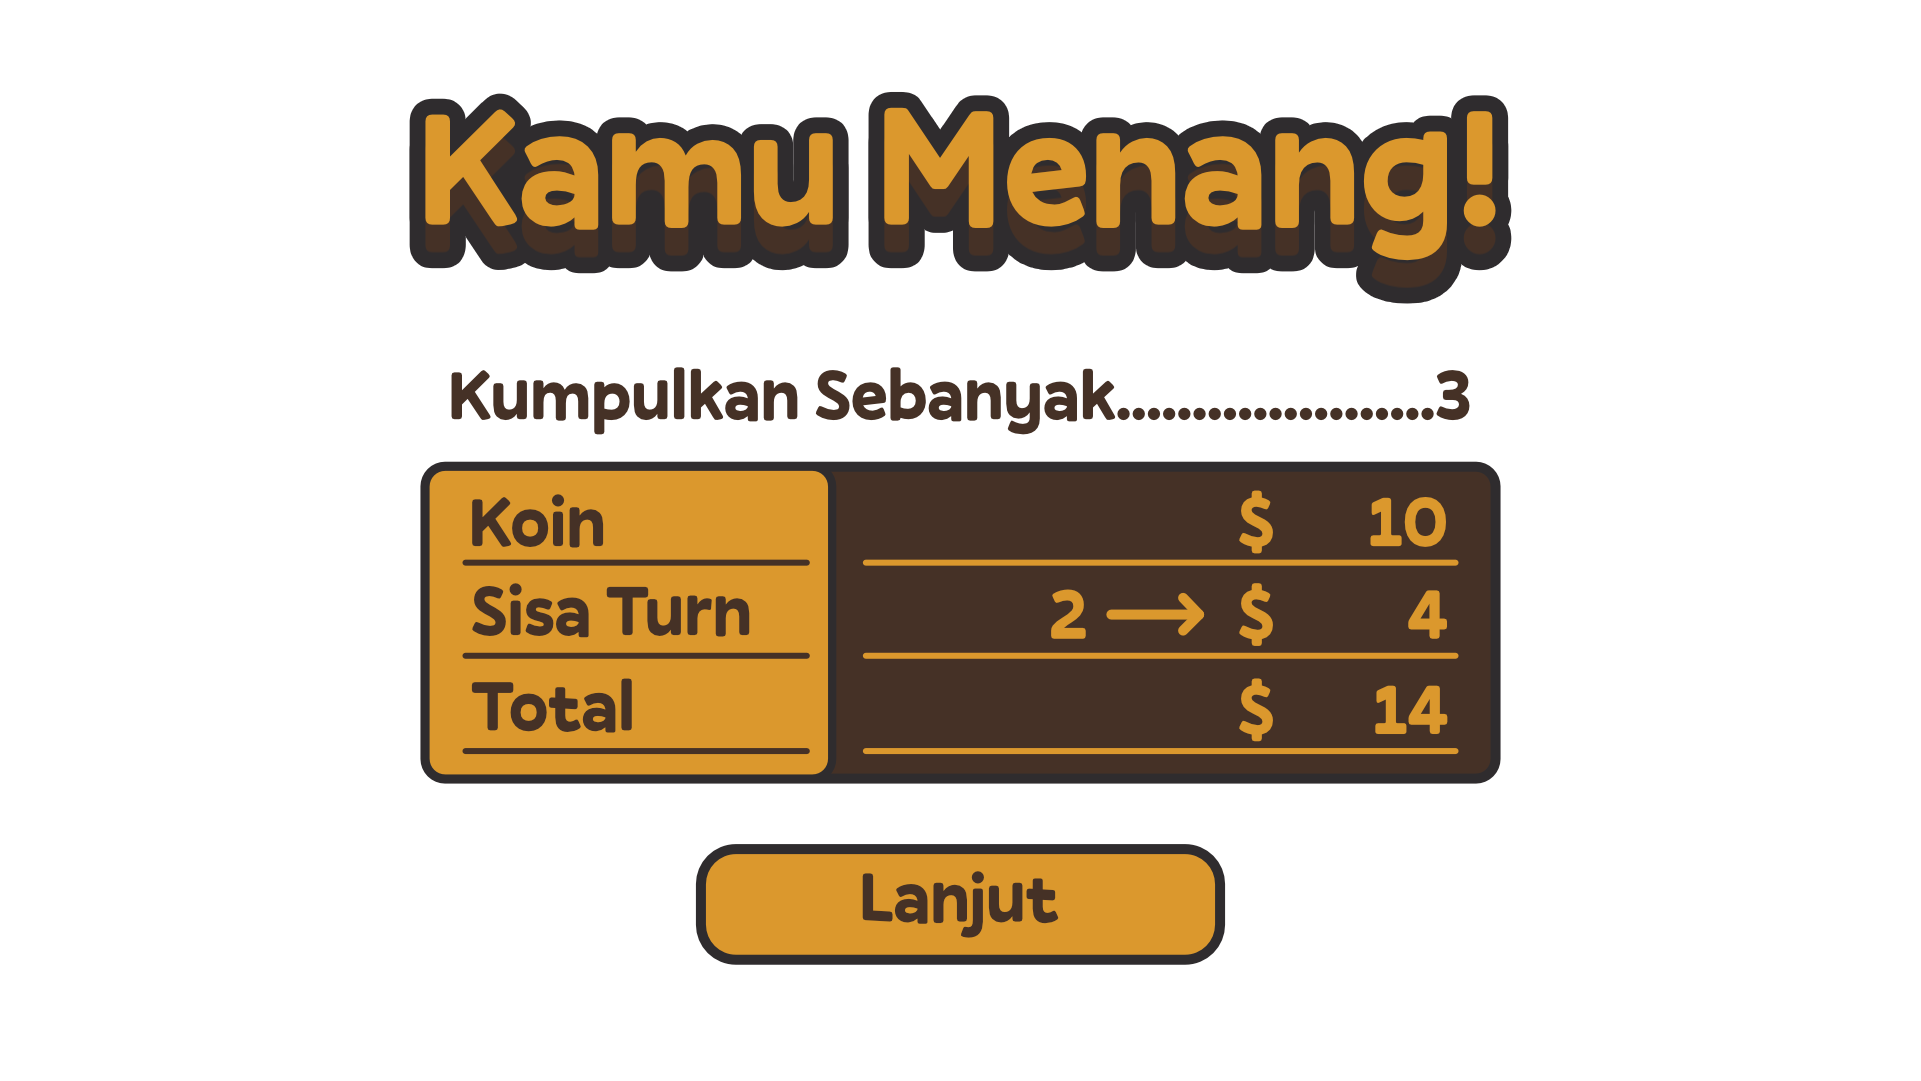 Kamu Menang!
Kumpulkan Sebanyak.....................3
Koin $ 10
Sisa Turn 2 → $ 4
Total $ 14
Lanjut